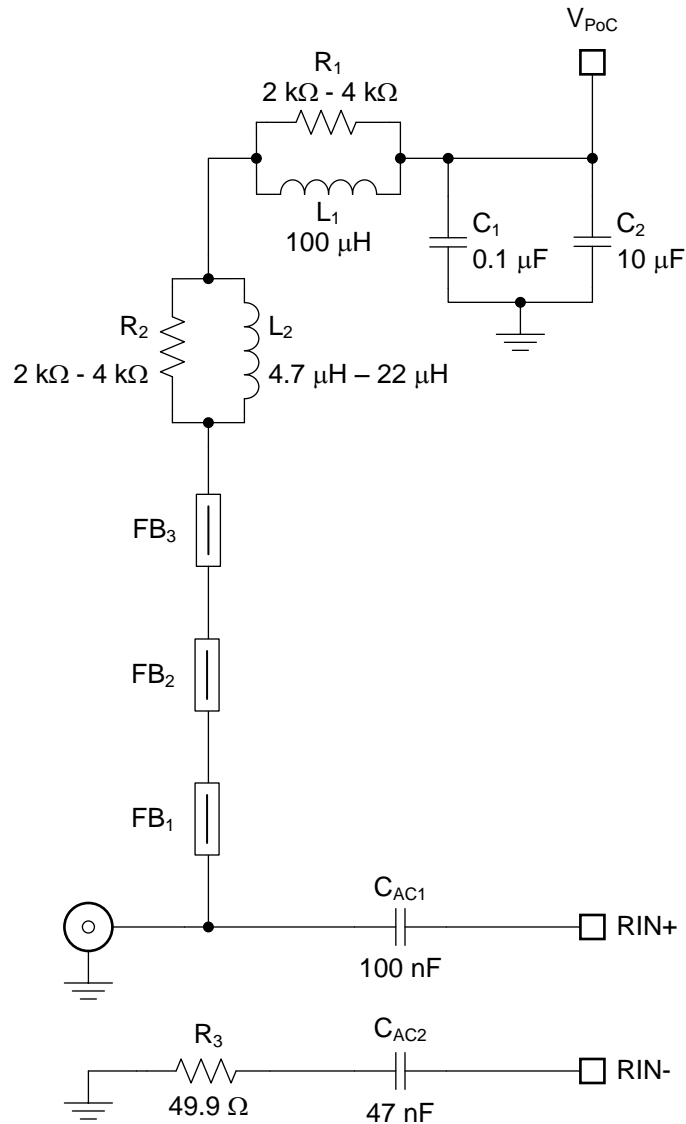 V_PoC
R₁
2 kΩ - 4 kΩ
L₁
100 μH
C₁
0.1 μF
C₂
10 μF
R₂
2 kΩ - 4 kΩ
L₂
4.7 μH – 22 μH
FB₃
FB₂
FB₁
C_AC1
100 nF
RIN+
R₃
49.9 Ω
C_AC2
47 nF
RIN-